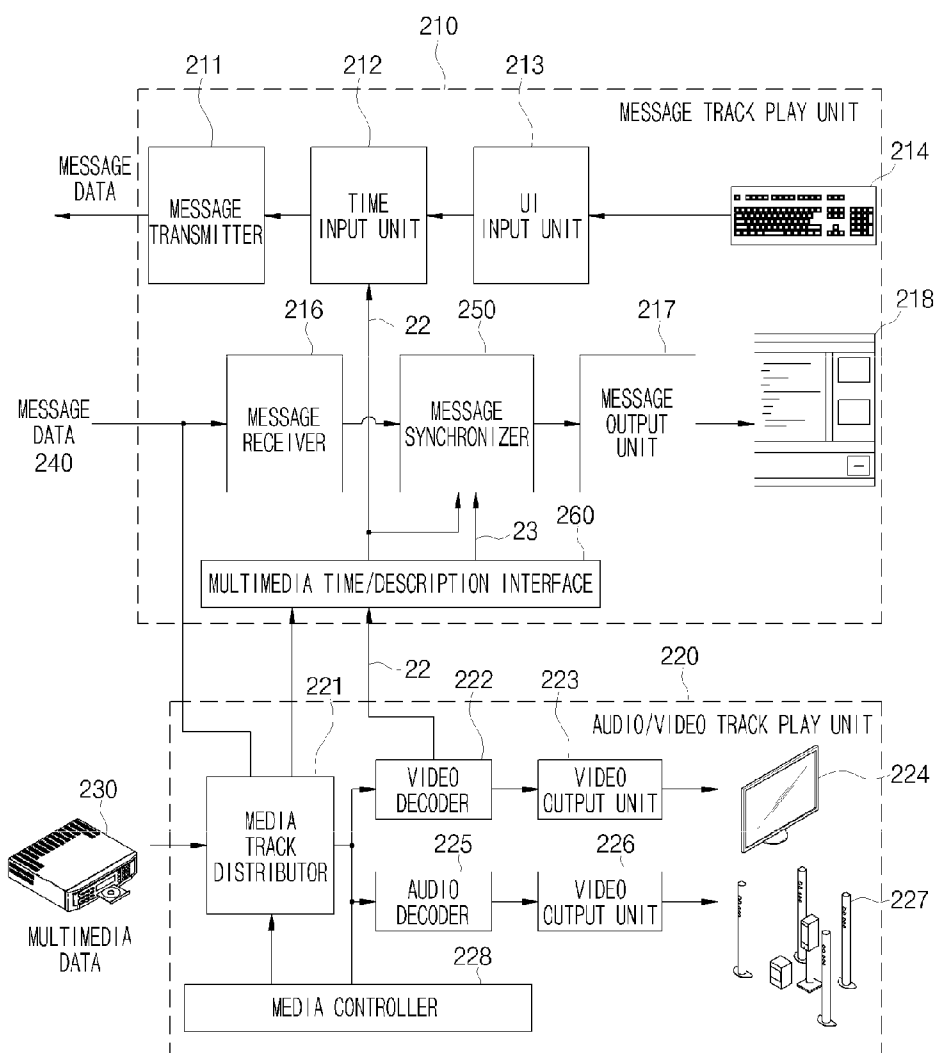 210
211
212
213
MESSAGE TRACK PLAY UNIT
214
MESSAGE
DATA
MESSAGE
TRANSMITTER
TIME
INPUT UNIT
UI
INPUT UNIT
216
22
250
217
218
MESSAGE
DATA
240
MESSAGE
RECEIVER
MESSAGE
SYNCHRONIZER
MESSAGE
OUTPUT
UNIT
23
260
MULTIMEDIA TIME/DESCRIPTION INTERFACE
22
220
221
222
223
AUDIO/VIDEO TRACK PLAY UNIT
224
230
MEDIA
TRACK
DISTRIBUTOR
VIDEO
DECODER
VIDEO
OUTPUT UNIT
225
226
227
AUDIO
DECODER
VIDEO
OUTPUT UNIT
MULTIMEDIA
DATA
228
MEDIA CONTROLLER